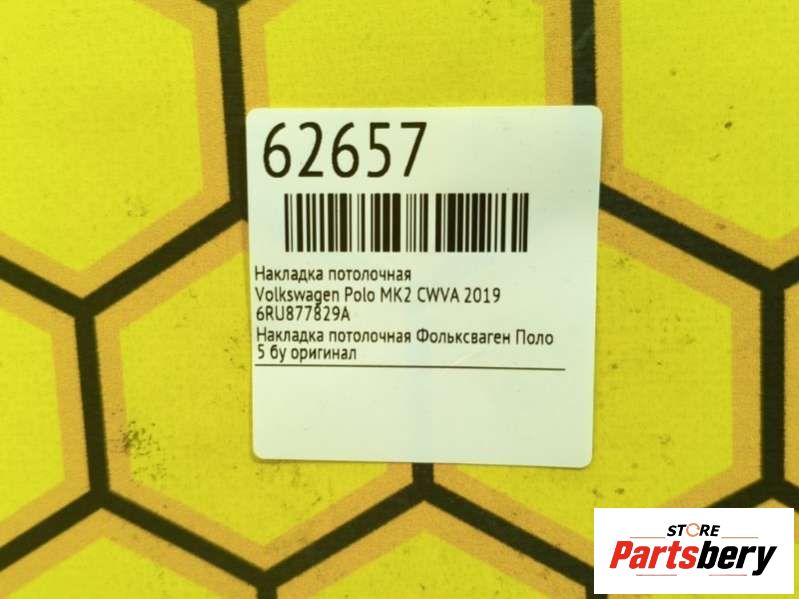 62657
Накладка потолочная
Volkswagen Polo MK2 CWVA 2019
6RU877829A
Накладка потолочная Фольксваген Поло
5 бу оригинал
STORE
Partsbery